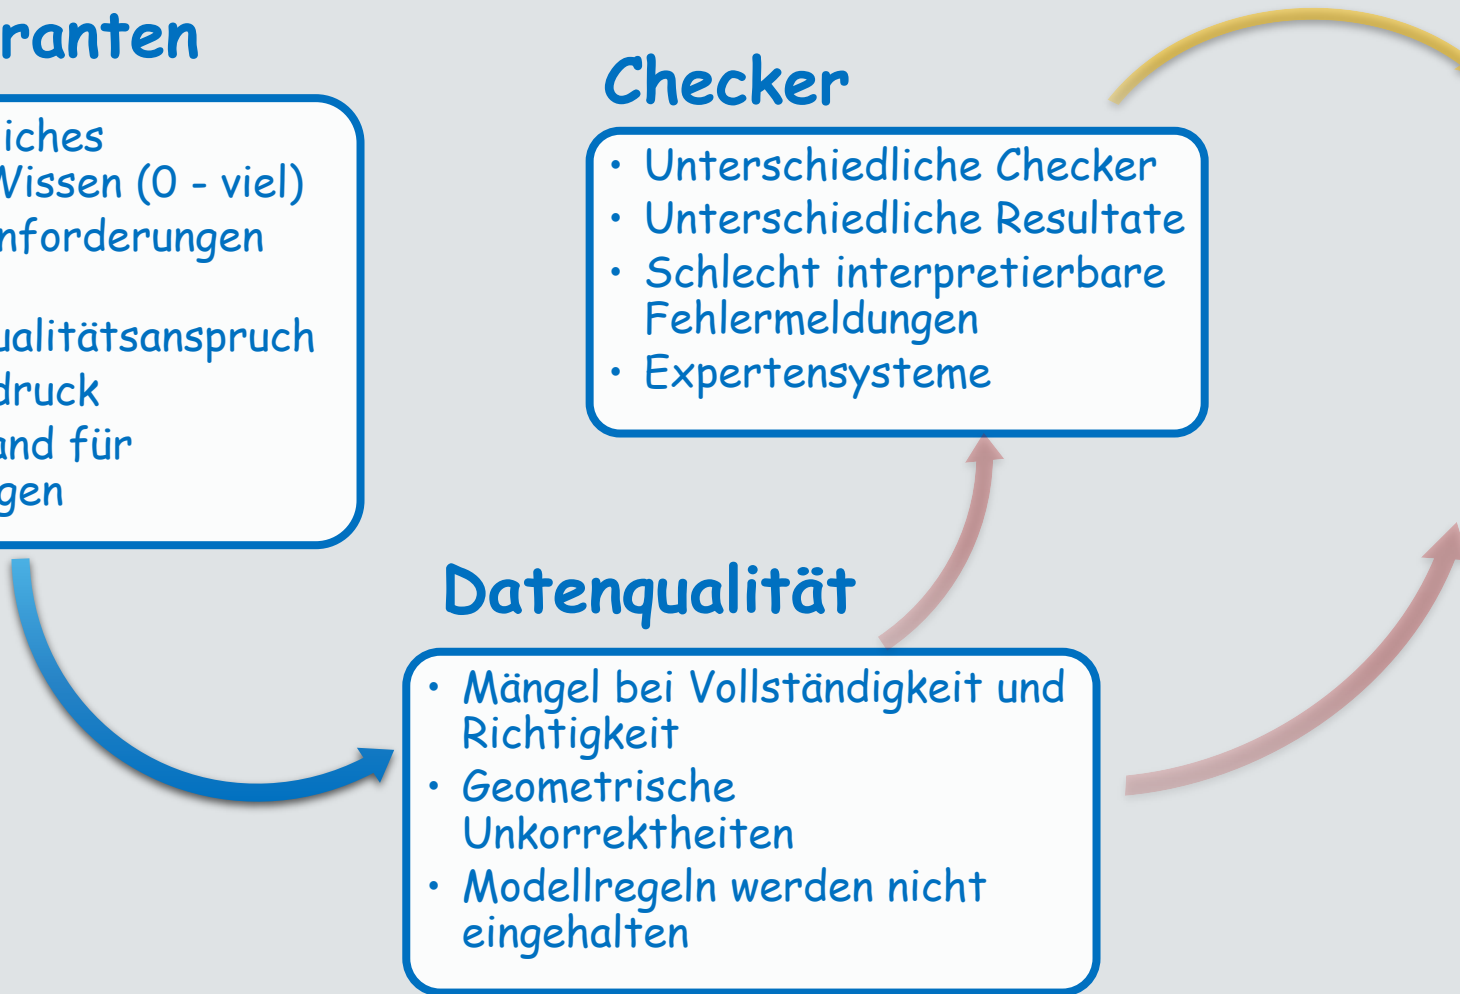 ranten
iches
Wissen (0 - viel)
nforderungen
ualitätsanspruch
druck
and für
gen
Checker
• Unterschiedliche Checker
• Unterschiedliche Resultate
• Schlecht interpretierbare
Fehlermeldungen
• Expertensysteme
Datenqualität
• Mängel bei Vollständigkeit und
Richtigkeit
• Geometrische
Unkorrektheiten
• Modellregeln werden nicht
eingehalten